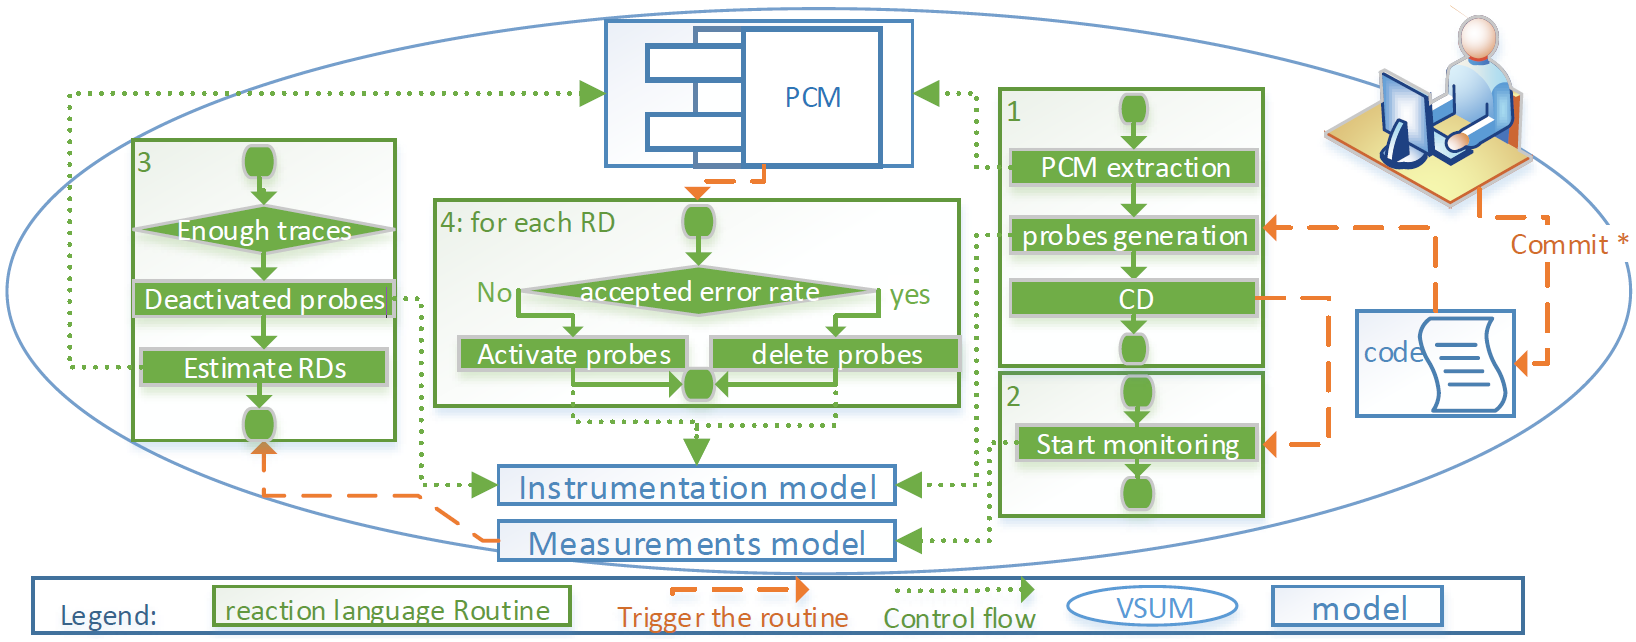 PCM
1
PCM extraction
probes generation
CD
Commit *
code
2
Start monitoring
3
Enough traces
Deactivated probes
Estimate RDs
4: for each RD
No
accepted error rate
yes
Activate probes
delete probes
Instrumentation model
Measurements model
Legend:
reaction language Routine
Trigger the routine
Control flow
VSUM
model